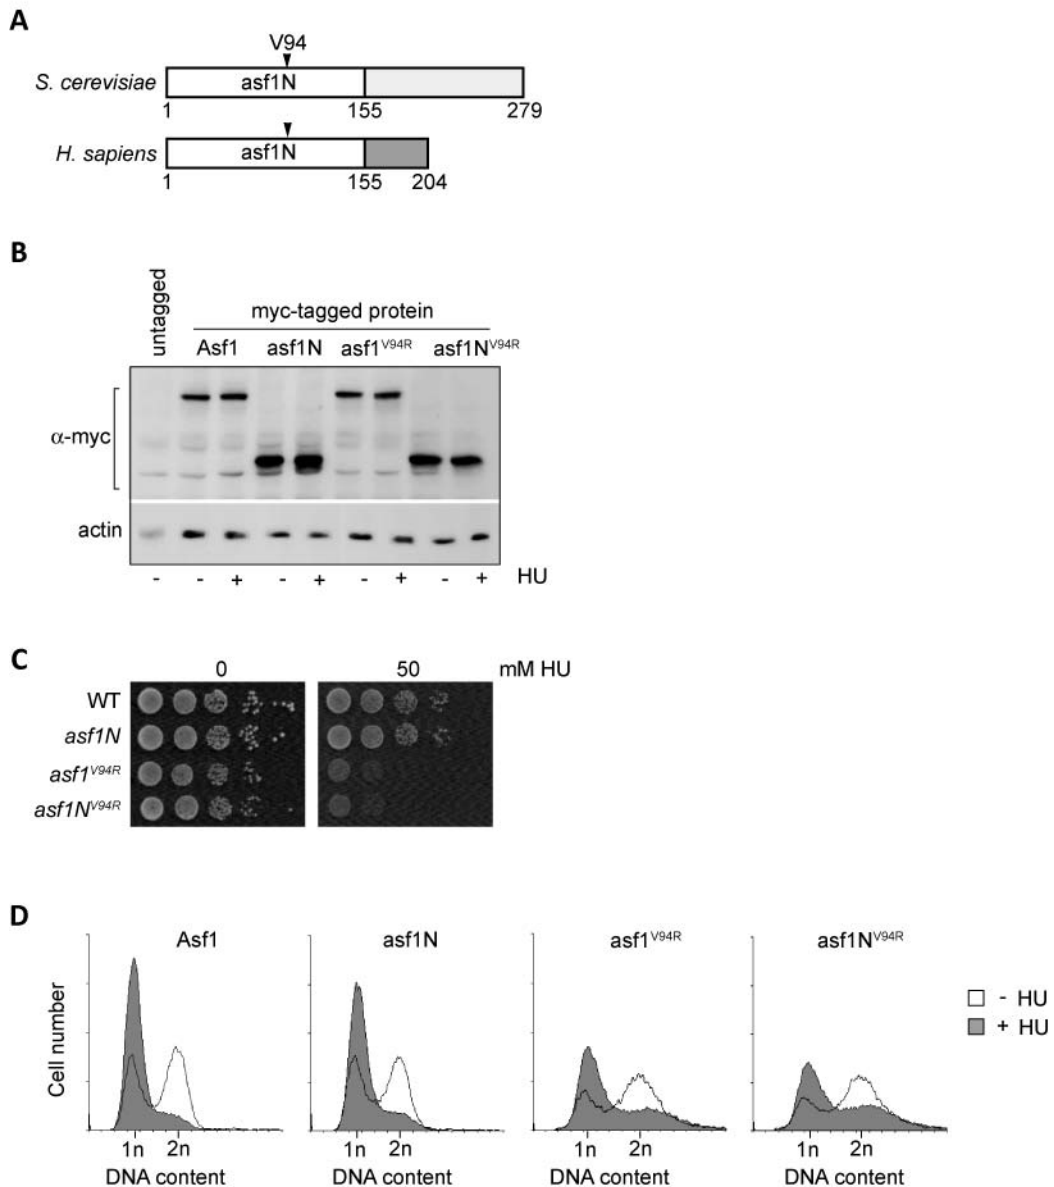 A
V94
S. cerevisiae asf1N
1 155 279
H. sapiens asf1N
1 155 204
B
untagged
myc-tagged protein
Asf1 asf1N asf1V94R asf1NV94R
α-myc
actin
- - + - + - + - + HU
C
0 50 mM HU
WT
asf1N
asf1V94R
asf1NV94R
D
Asf1 asf1N asf1V94R asf1NV94R
Cell number
- HU
+ HU
1n 2n 1n 2n 1n 2n 1n 2n
DNA content DNA content DNA content DNA content